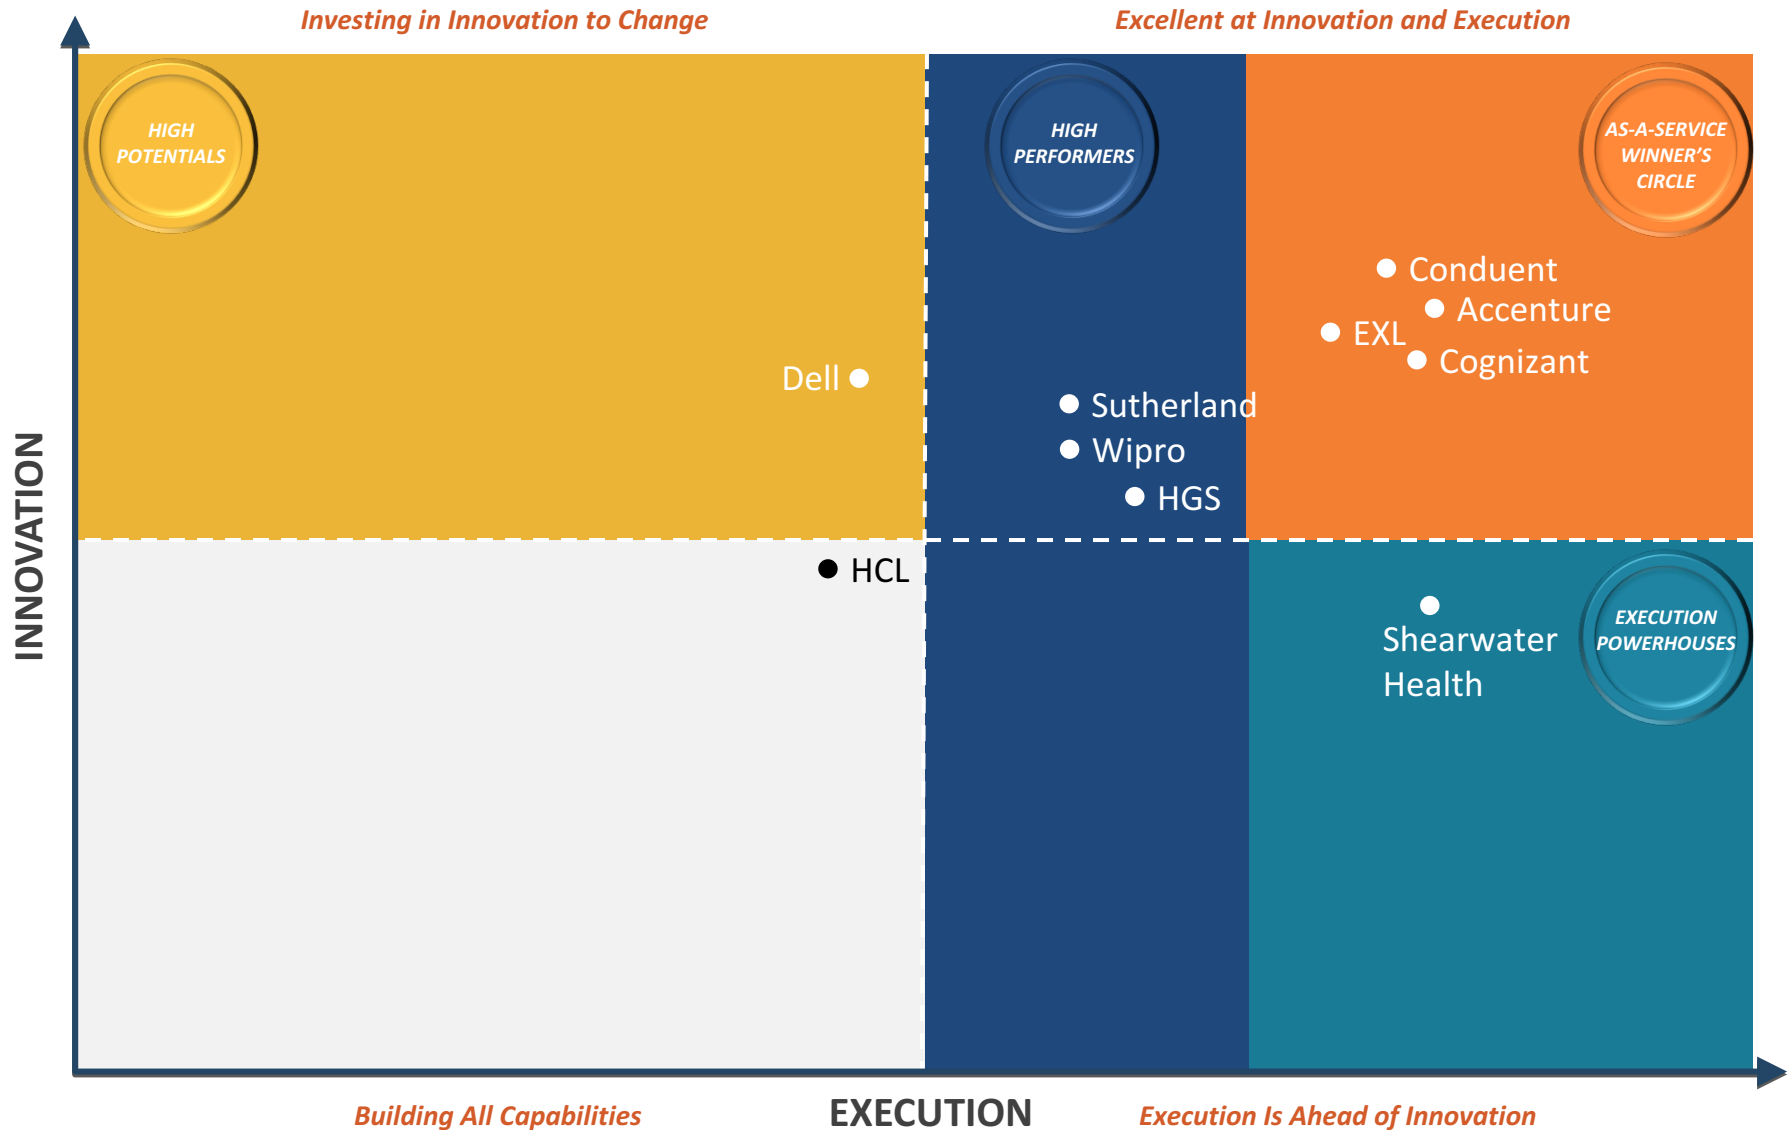 Investing in Innovation to Change
Excellent at Innovation and Execution
HIGH
POTENTIALS
HIGH
PERFORMERS
AS-A-SERVICE
WINNER’S
CIRCLE
Conduent
Accenture
EXL
Cognizant
Dell
Sutherland
Wipro
HGS
INNOVATION
HCL
Shearwater
Health
EXECUTION
POWERHOUSES
Building All Capabilities
EXECUTION
Execution Is Ahead of Innovation